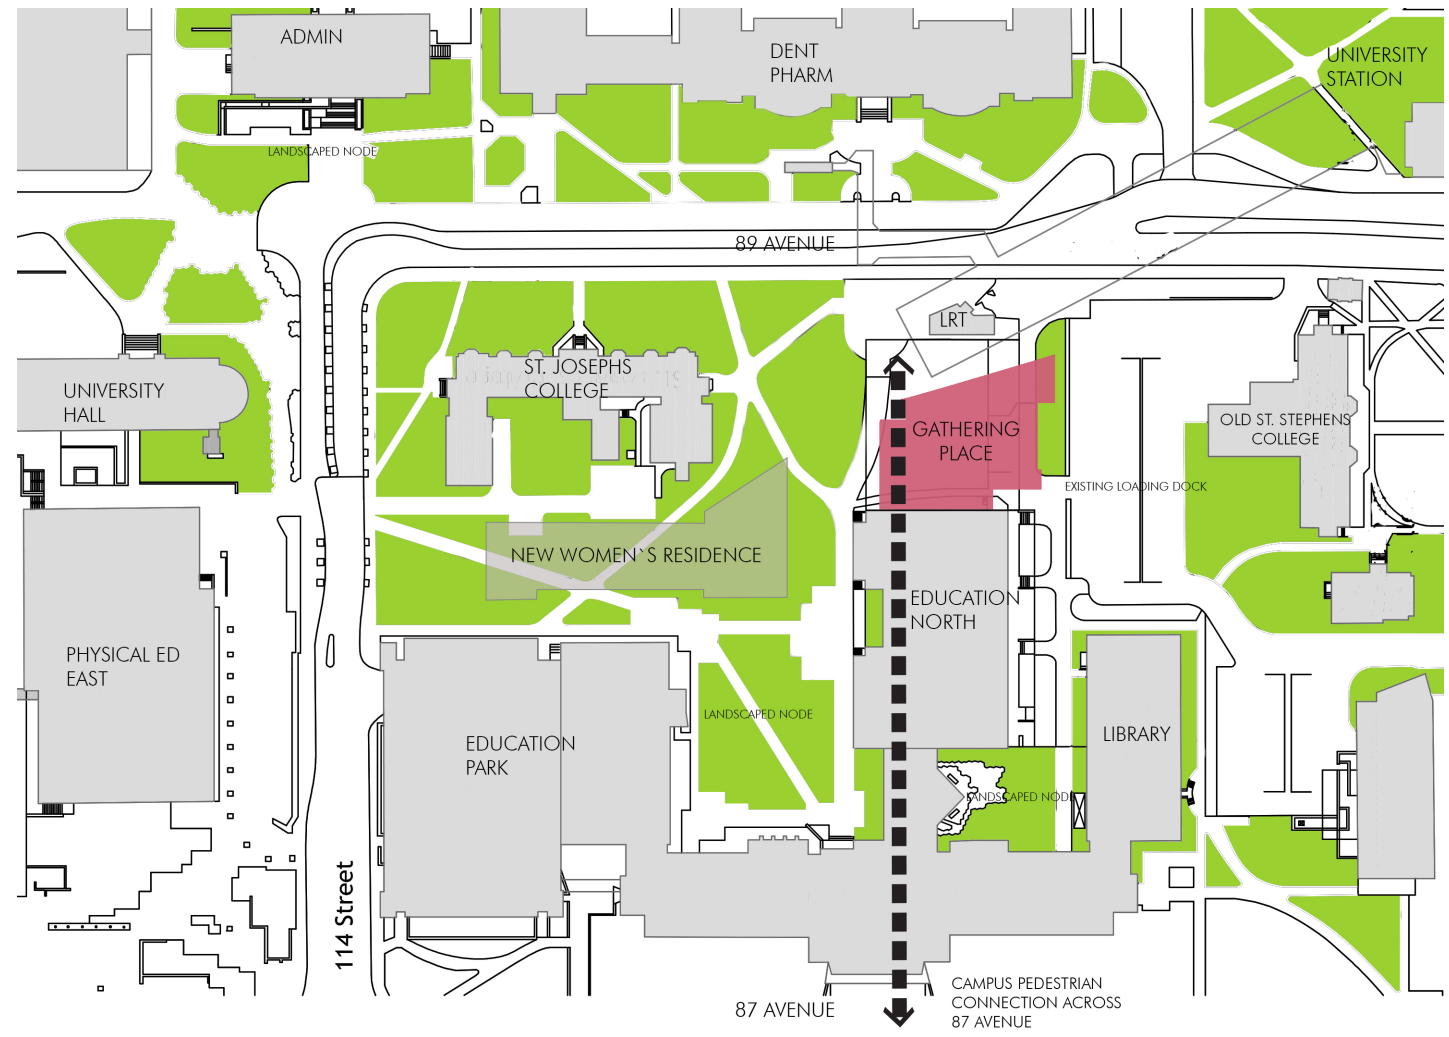 ADMIN
DENT
PHARM
UNIVERSITY
STATION
LANDSCAPED NODE
89 AVENUE
LRT
ST. JOSEPHS
COLLEGE
UNIVERSITY
HALL
GATHERING
PLACE
OLD ST. STEPHENS
COLLEGE
EXISTING LOADING DOCK
NEW WOMEN`S RESIDENCE
EDUCATION
NORTH
PHYSICAL ED
EAST
LANDSCAPED NODE
EDUCATION
PARK
LIBRARY
LANDSCAPED NODE
114 Street
87 AVENUE
CAMPUS PEDESTRIAN
CONNECTION ACROSS
87 AVENUE